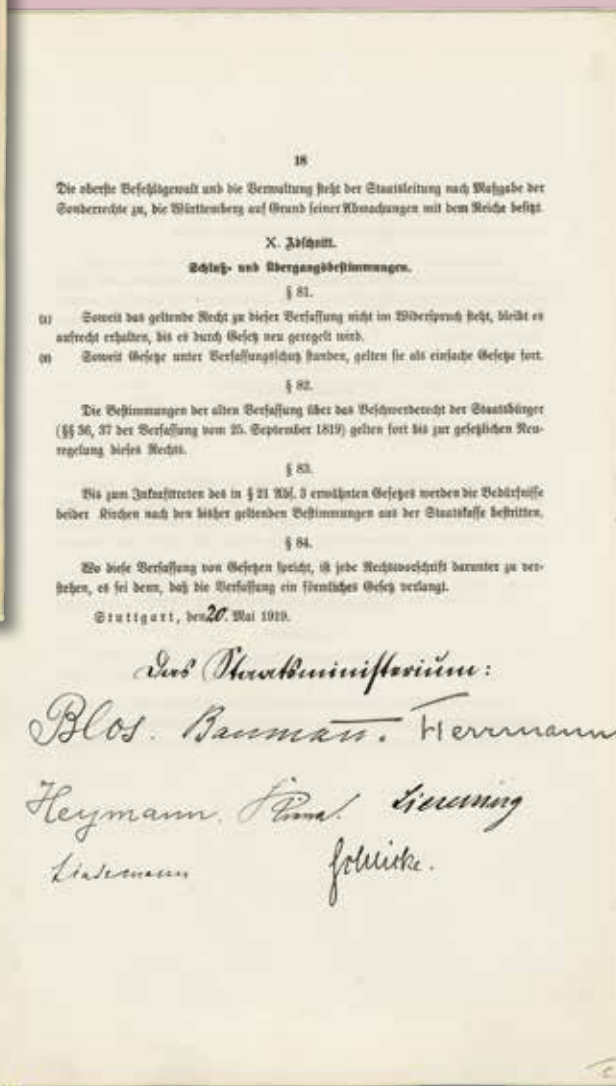 18
Die oberste Befehlsgewalt und die Verwaltung steht der Staatsleitung nach Maßgabe der
Sonderrechte zu, die Württemberg auf Grund seiner Abmachungen mit dem Reiche besitzt.
X. Abschnitt.
Schluß- und Übergangsbestimmungen.
§ 81.
(1) Soweit das geltende Recht zu dieser Verfassung nicht im Widerspruch steht, bleibt es
aufrecht erhalten, bis es durch Gesetz neu geregelt wird.
(2) Soweit Gesetze unter Verfassungsschutz standen, gelten sie als einfache Gesetze fort.
§ 82.
Die Bestimmungen der alten Verfassung über das Beschwerderecht der Staatsbürger
(§§ 36, 37 der Verfassung vom 25. September 1819) gelten fort bis zur gesetzlichen Neu-
regelung dieses Rechts.
§ 83.
Bis zum Inkrafttreten des in § 21 Abs. 3 erwähnten Gesetzes werden die Bedürfnisse
beider Kirchen nach den bisher geltenden Bestimmungen aus der Staatskasse bestritten.
§ 84.
Wo diese Verfassung von Gesetzen spricht, ist jede Rechtsvorschrift darunter zu ver-
stehen, es sei denn, daß die Verfassung ein förmliches Gesetz verlangt.
Stuttgart, den 20. Mai 1919.
Das Staatsministerium:
Blos. Baumann. Herrmann
Heymann. Liesching
Lindemann Schlicke.